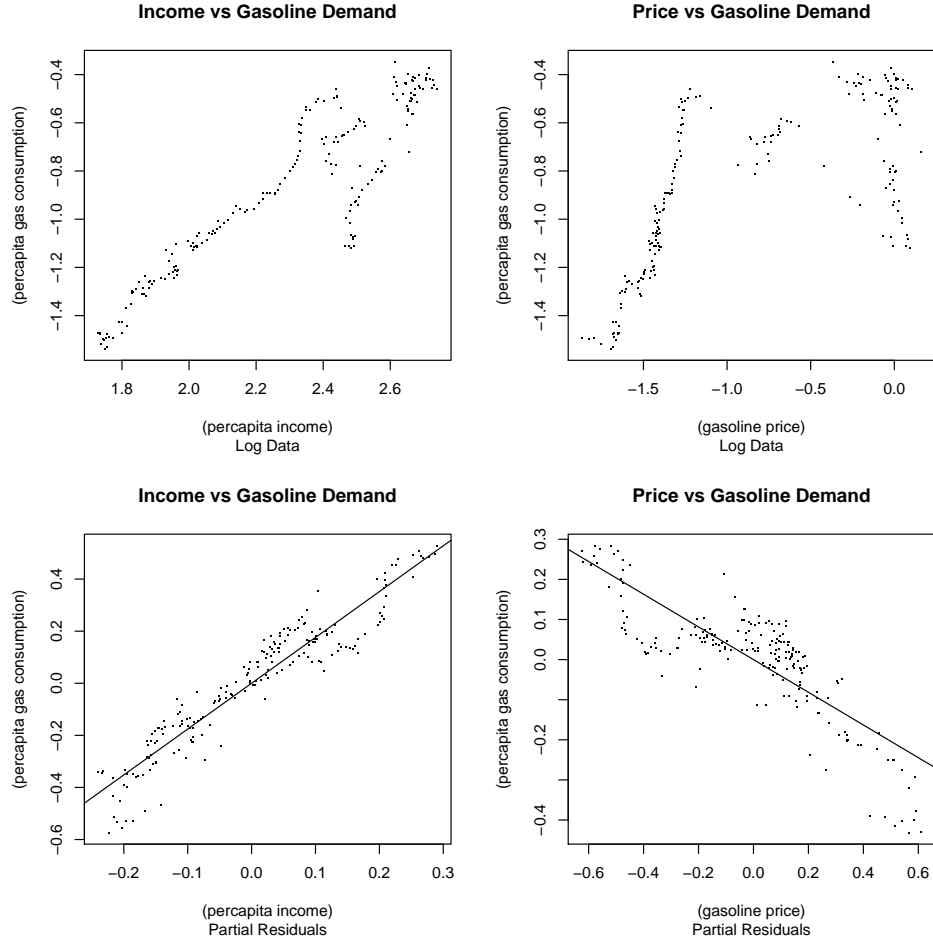 Income vs Gasoline Demand
(percapita gas consumption)
−0.4
−0.6
−0.8
−1.0
−1.2
−1.4
1.8 2.0 2.2 2.4 2.6
(percapita income)
Log Data
Price vs Gasoline Demand
(percapita gas consumption)
−0.4
−0.6
−0.8
−1.0
−1.2
−1.4
−1.5 −1.0 −0.5 0.0
(gasoline price)
Log Data
Income vs Gasoline Demand
(percapita gas consumption)
0.4
0.2
0.0
−0.2
−0.4
−0.6
−0.2 −0.1 0.0 0.1 0.2 0.3
(percapita income)
Partial Residuals
Price vs Gasoline Demand
(percapita gas consumption)
0.3
0.2
0.1
0.0
−0.2
−0.4
−0.6 −0.4 −0.2 0.0 0.2 0.4 0.6
(gasoline price)
Partial Residuals